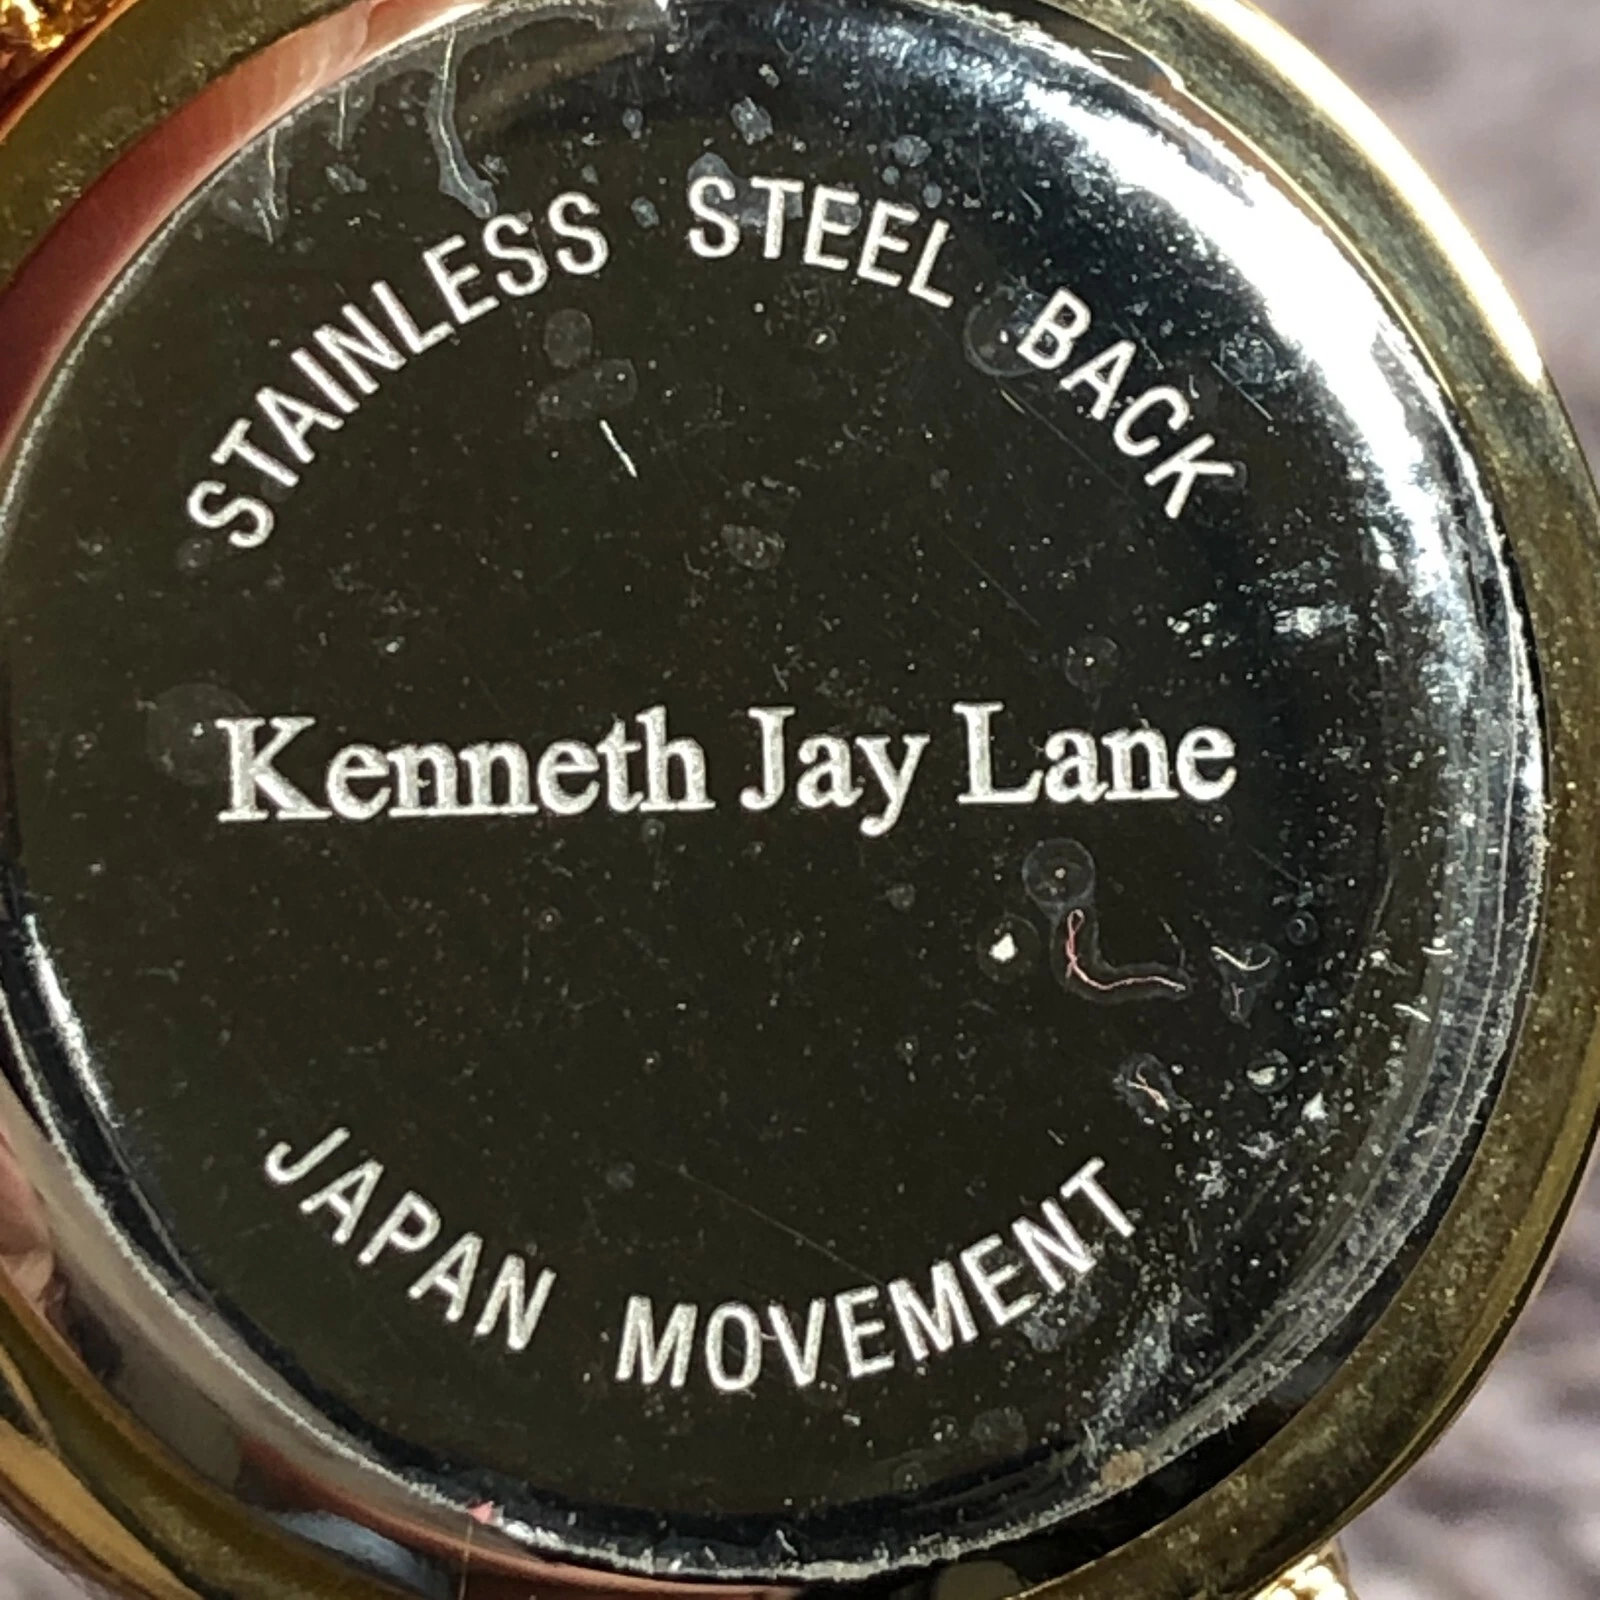 STAINLESS STEEL BACK
Kenneth Jay Lane
JAPAN MOVEMENT